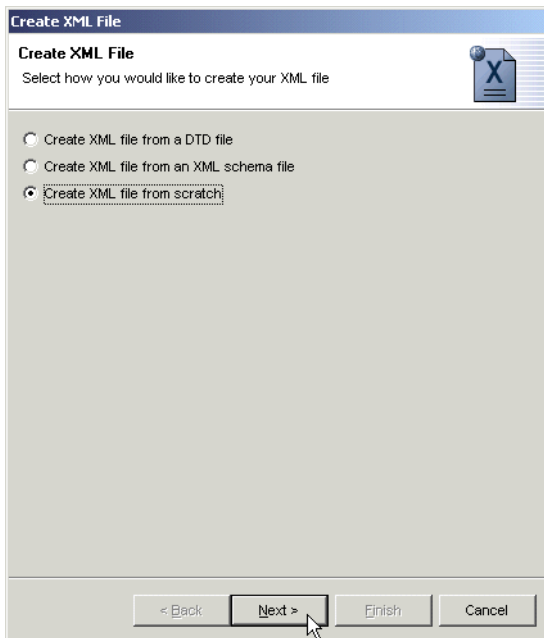 Create XML File
Create XML File
Select how you would like to create your XML file
X
Create XML file from a DTD file
Create XML file from an XML schema file
Create XML file from scratch
< Back Next > Finish Cancel